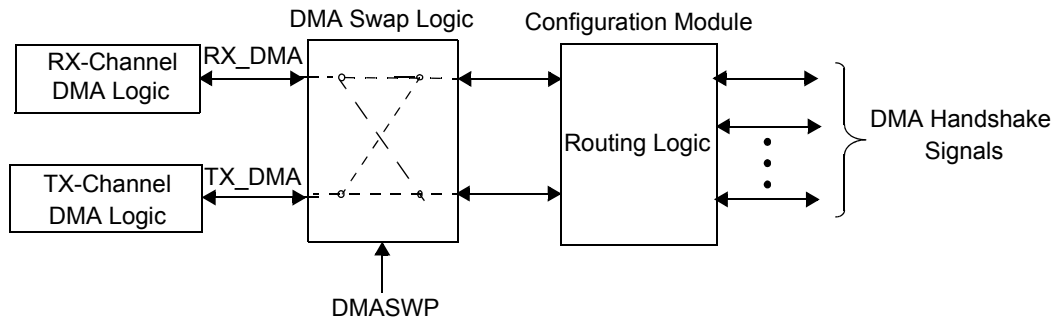 DMA Swap Logic
Configuration Module
RX-Channel
DMA Logic
RX_DMA
TX-Channel
DMA Logic
TX_DMA
Routing Logic
DMA Handshake
Signals
DMASWP